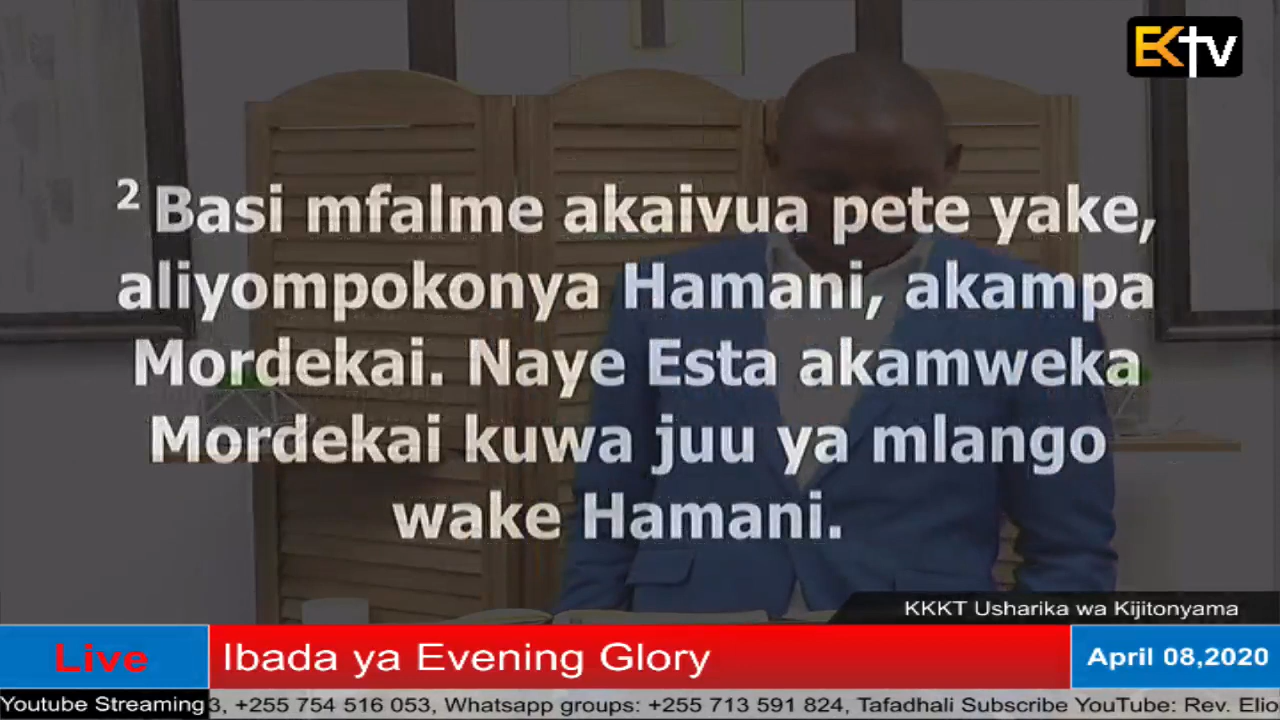 EKTV
² Basi mfalme akaivua pete yake,
aliyompokonya Hamani, akampa
Mordekai. Naye Esta akamweka
Mordekai kuwa juu ya mlango
wake Hamani.
KKKT Usharika wa Kijitonyama
Live
Ibada ya Evening Glory
April 08,2020
Youtube Streaming
3, +255 754 516 053, Whatsapp groups: +255 713 591 824, Tafadhali Subscribe YouTube: Rev. Elio